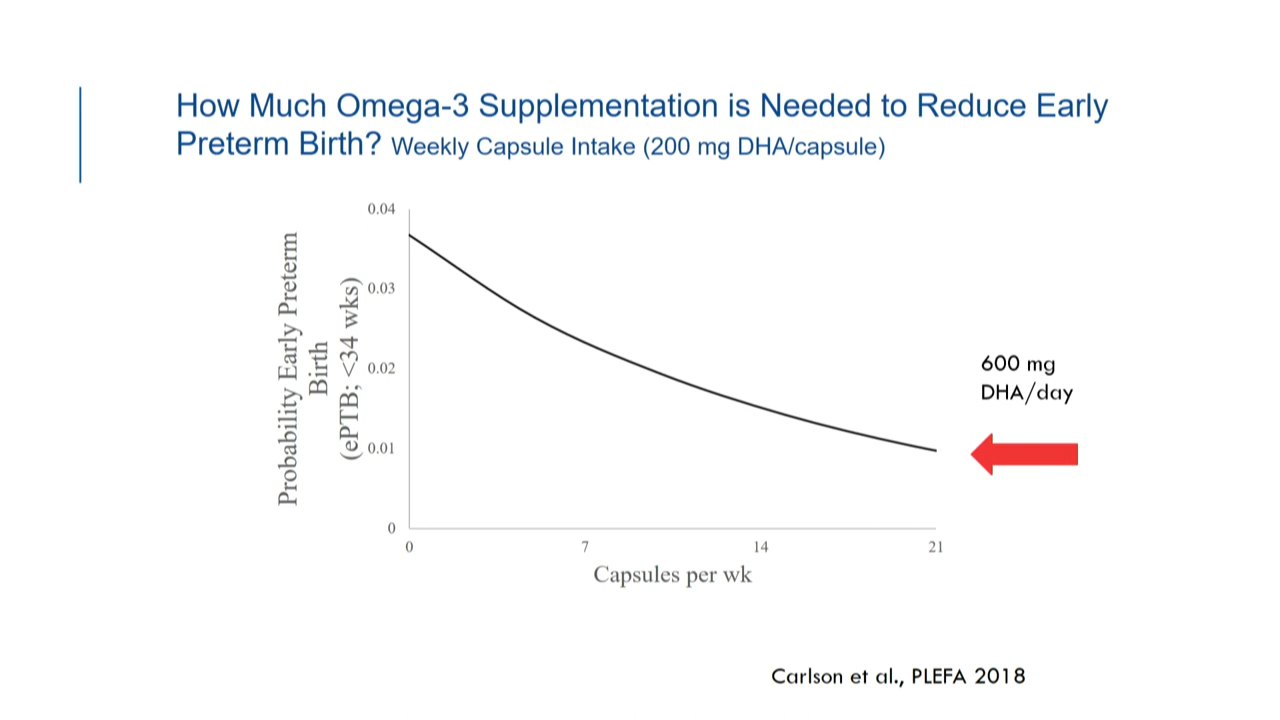 How Much Omega-3 Supplementation is Needed to Reduce Early
Preterm Birth? Weekly Capsule Intake (200 mg DHA/capsule)
Probability Early Preterm
Birth
(ePTB; <34 wks)
0.04
0.03
0.02
0.01
0
0 7 14 21
Capsules per wk
600 mg
DHA/day
Carlson et al., PLEFA 2018